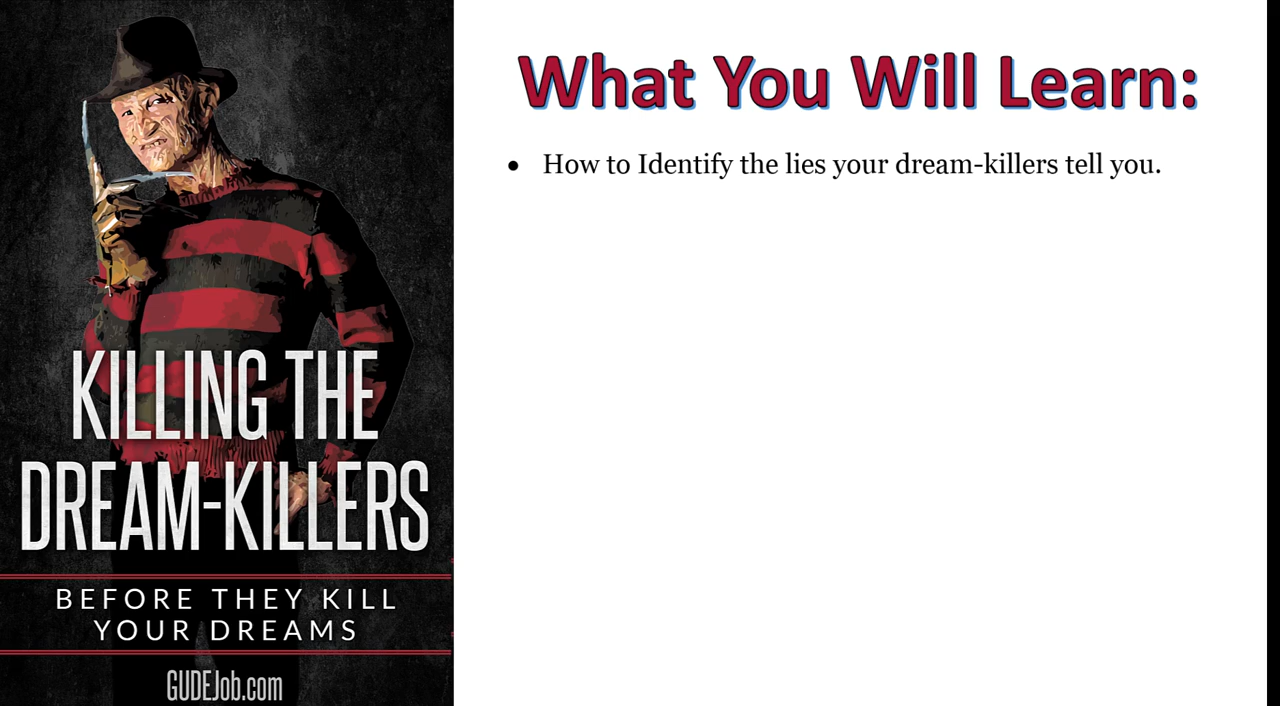 KILLING THE
DREAM-KILLERS
BEFORE THEY KILL
YOUR DREAMS
GUDEJob.com
What You Will Learn:
• How to Identify the lies your dream-killers tell you.